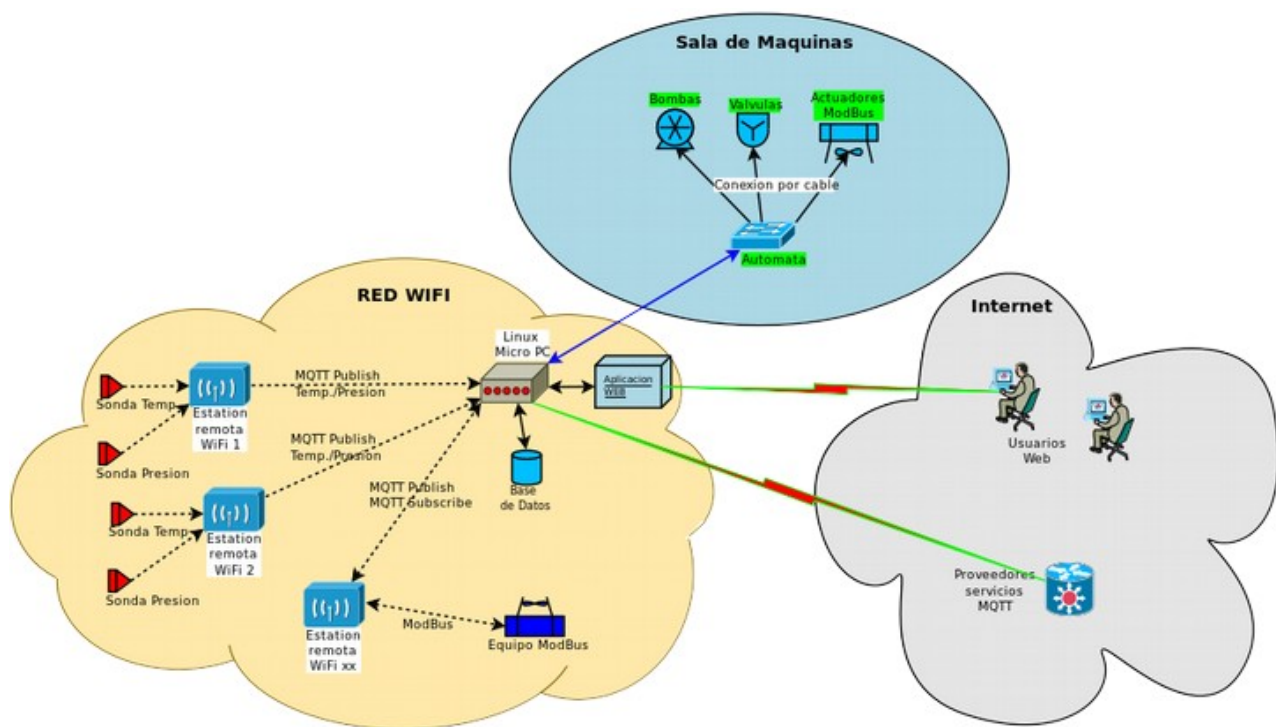 Sala de Maquinas
Bombas
Valvulas
Actuadores
ModBus
Conexion por cable
Automata
RED WIFI
Linux
Micro PC
Aplicacion
WEB
MQTT Publish
Temp./Presion
Sonda Temp
Estation
remota
WiFi 1
MQTT Publish
Temp./Presion
Sonda Presion
MQTT Publish
MQTT Subscribe
Base
de Datos
Sonda Temp
Estation
remota
WiFi 2
Sonda Presion
ModBus
Estation
remota
WiFi xx
Equipo ModBus
Internet
Usuarios
Web
Proveedores
servicios
MQTT